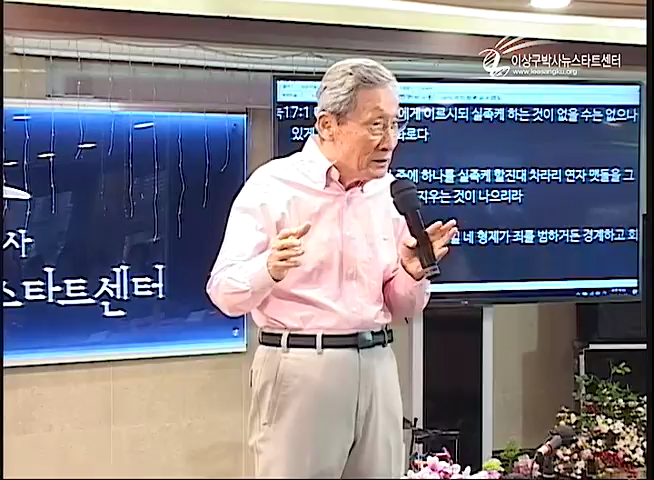 이상구박사뉴스타트센터
www.leesangku.org
17:1 에게 이르시되 실족케 하는 것이 없을 수는 없으나
있게 화로다
중에 하나를 실족케 할진대 차라리 연자 맷돌을 그
지우는 것이 나으리라
네 형제가 죄를 범하거든 경계하고 회
사
스타트센터